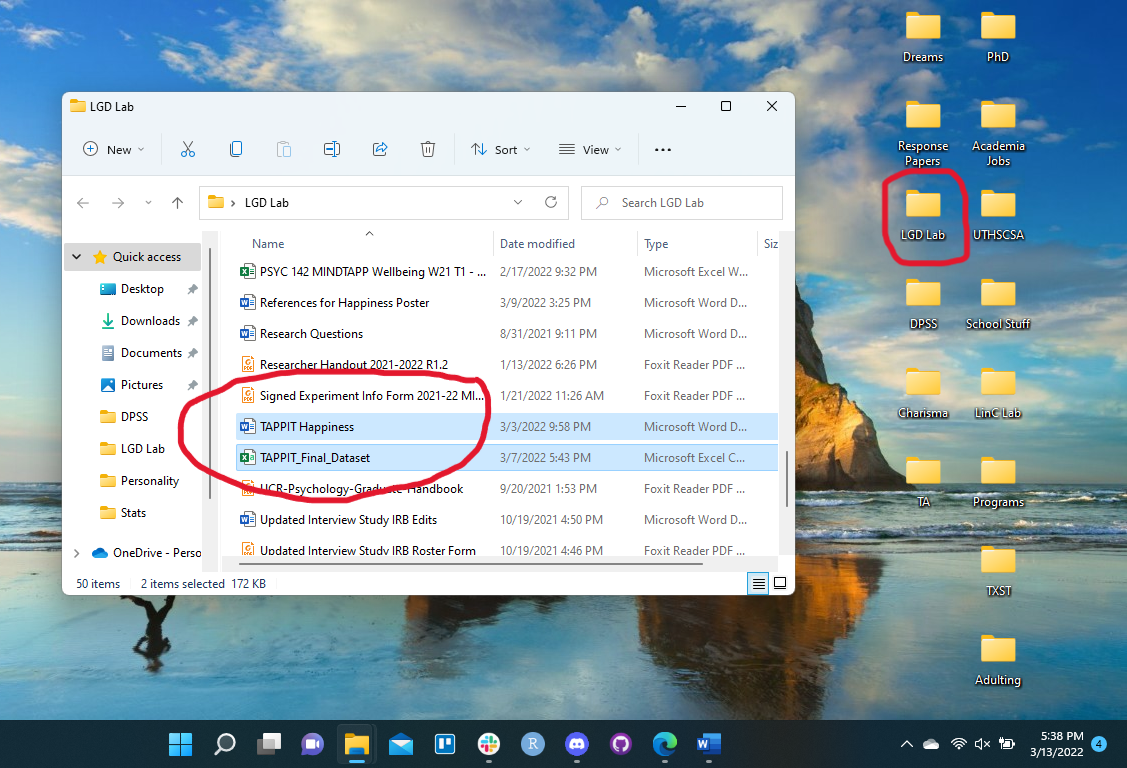 Dreams
PhD
LGD Lab
New
Sort
View
Response
Papers
Academia
Jobs
LGD Lab
Search LGD Lab
LGD Lab
UTHSCSA
Name
Date modified
Type
Siz
Quick access
PSYC 142 MINDTAPP Wellbeing W21 T1 - ...
2/17/2022 9:32 PM
Microsoft Excel W...
Desktop
References for Happiness Poster
3/9/2022 3:25 PM
Microsoft Word D...
Downloads
Research Questions
8/31/2021 9:11 PM
Microsoft Word D...
Documents
Researcher Handout 2021-2022 R1.2
1/13/2022 6:26 PM
Foxit Reader PDF ...
Pictures
Signed Experiment Info Form 2021-22 MI...
1/21/2022 11:26 AM
Foxit Reader PDF ...
DPSS
TAPPIT Happiness
3/3/2022 9:58 PM
Microsoft Word D...
LGD Lab
TAPPIT_Final_Dataset
3/7/2022 5:43 PM
Microsoft Excel C...
Personality
UCR-Psychology-Graduate-Handbook
9/20/2021 1:53 PM
Foxit Reader PDF ...
Stats
Updated Interview Study IRB Edits
10/19/2021 4:50 PM
Microsoft Word D...
OneDrive - Perso
Updated Interview Study IRB Roster Form
10/19/2021 4:46 PM
Foxit Reader PDF ...
50 items
2 items selected 172 KB
DPSS
School Stuff
Charisma
LinC Lab
TA
Programs
TXST
Adulting
R
5:38 PM
3/13/2022
4